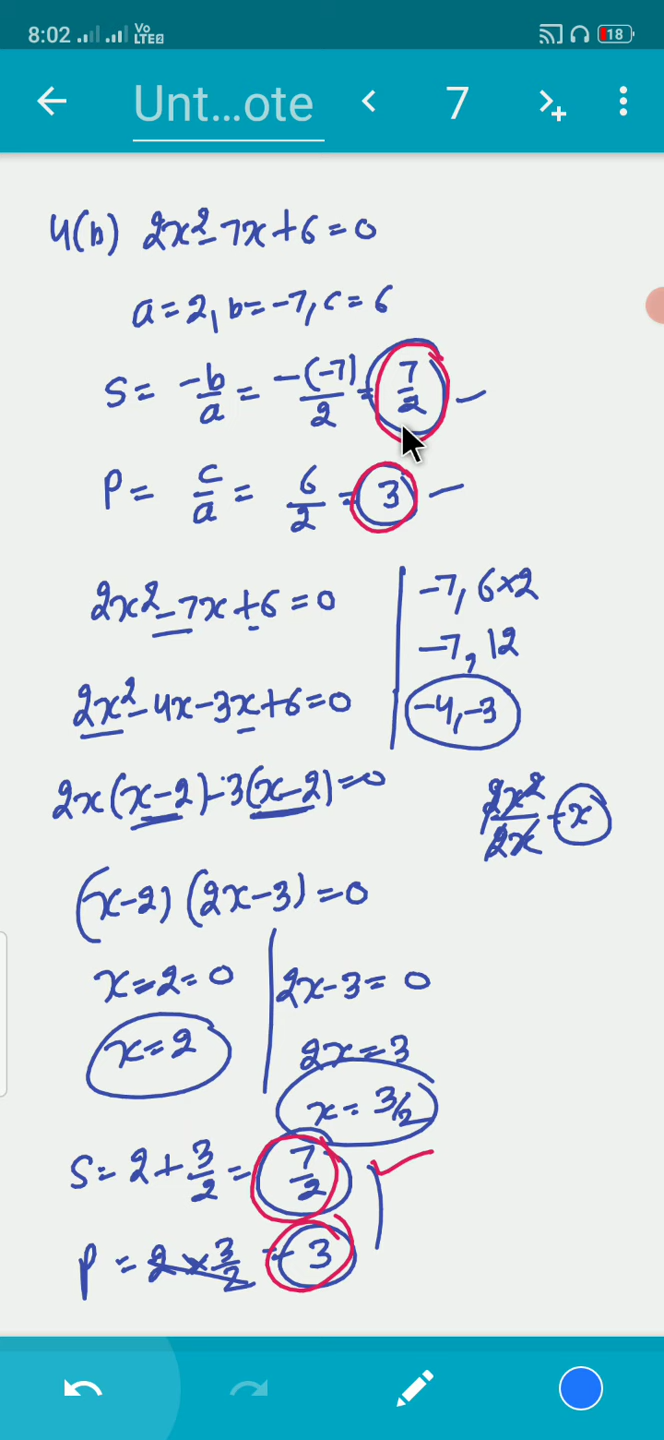 8:02 Vo LTE2 18
Unt...ote < 7 >+
4(b) 2x²-7x+6=0
a=2, b=-7, c=6
S= -b/a = -(-7)/2 = 7/2
P= c/a = 6/2 = 3
2x²-7x+6=0
-7, 6×2
-7, 12
2x²-4x-3x+6=0
-4,-3
2x(x-2)-3(x-2)=0
2x²/2x = x
(x-2)(2x-3)=0
x-2=0
2x-3=0
x=2
2x=3
x=3/2
S=2+3/2=7/2
P=2×3/2=3